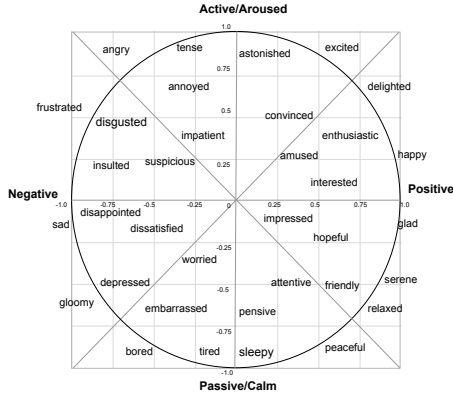 Active/Aroused
1.0
angry
tense
astonished
excited
0.75
annoyed
delighted
frustrated
disgusted
0.5
convinced
impatient
enthusiastic
insulted
suspicious
0.25
amused
happy
interested
Negative
Positive
-1.0
-0.75
-0.5
-0.25
0
0.25
0.5
0.75
1.0
sad
disappointed
dissatisfied
impressed
glad
hopeful
-0.25
worried
depressed
-0.5
attentive
friendly
serene
gloomy
embarrassed
pensive
relaxed
-0.75
bored
tired
sleepy
peaceful
-1.0
Passive/Calm